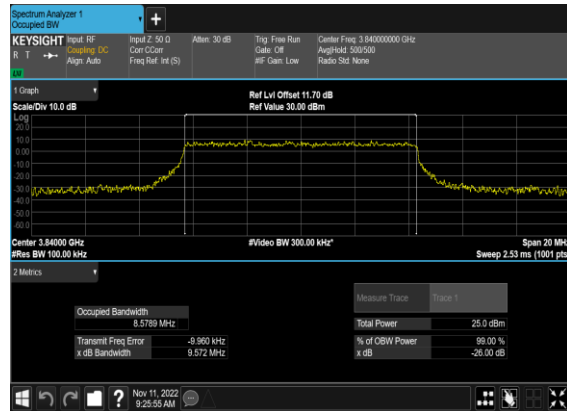 Spectrum Analyzer 1
Occupied BW
+
KEYSIGHT Input: RF Input Z: 50 Ω Atten: 30 dB Trig: Free Run Center Freq: 3.840000000 GHz
R T Coupling: DC Corr CCorr Gate: Off Avg|Hold: 500/500
Align: Auto Freq Ref: Int (S) #IF Gain: Low Radio Std: None
1 Graph
Ref Lvl Offset 11.70 dB
Scale/Div 10.0 dB Ref Value 30.00 dBm
Log
20.0
10.0
0.00
-10.0
-20.0
-30.0
-40.0
-50.0
-60.0
Center 3.84000 GHz #Video BW 300.00 kHz* Span 20 MHz
#Res BW 100.00 kHz Sweep 2.53 ms (1001 pts
2 Metrics
Measure Trace Trace 1
Occupied Bandwidth
8.5789 MHz Total Power 25.0 dBm
Transmit Freq Error -9.960 kHz % of OBW Power 99.00 %
x dB Bandwidth 9.572 MHz x dB -26.00 dB
? Nov 11, 2022
9:25:55 AM